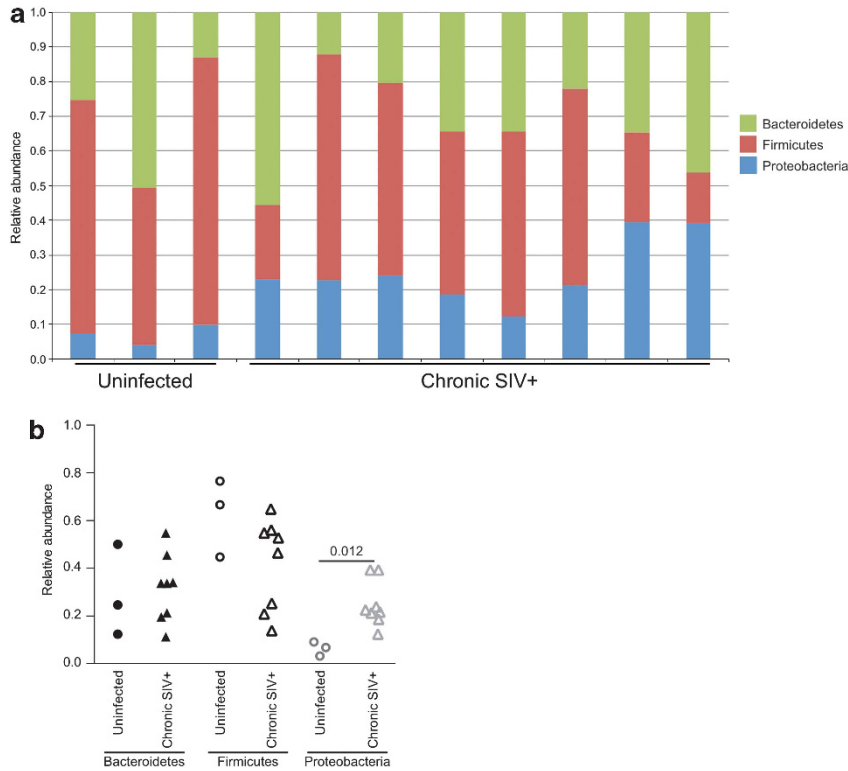 a
1.0
0.9
0.8
0.7
0.6
0.5
0.4
0.3
0.2
0.1
0.0
Relative abundance
Bacteroidetes
Firmicutes
Proteobacteria
Uninfected
Chronic SIV+
b
1.0
0.8
0.6
0.4
0.2
0.0
Relative abundance
0.012
Uninfected
Chronic SIV+
Uninfected
Chronic SIV+
Uninfected
Chronic SIV+
Bacteroidetes
Firmicutes
Proteobacteria